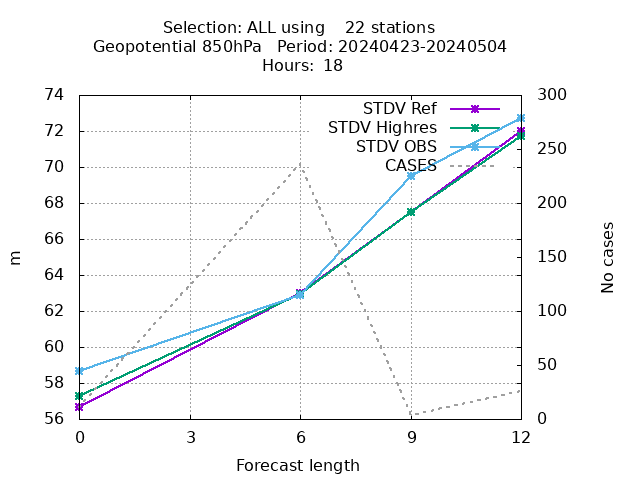 Selection: ALL using    22 stations
Geopotential 850hPa   Period: 20240423-20240504
Hours: 18
STDV Ref
STDV Highres
STDV OBS
CASES
74
72
70
68
66
64
62
60
58
56
m
300
250
200
150
100
50
0
No cases
0 3 6 9 12
Forecast length